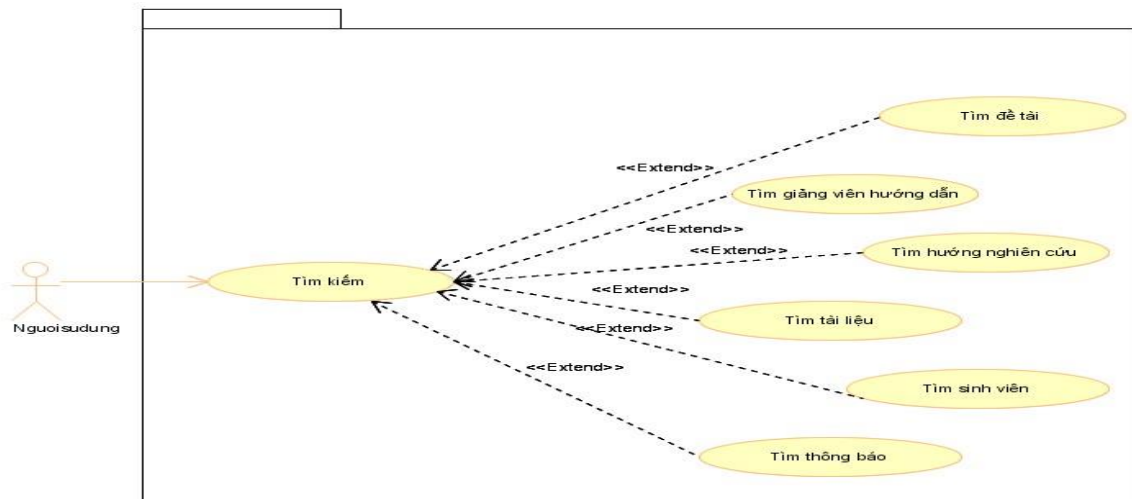 Tìm đề tài
<<Extend>>
Tìm giảng viên hướng dẫn
<<Extend>>
<<Extend>>
Tìm hướng nghiên cứu
Tìm kiếm
<<Extend>>
Tìm tài liệu
Nguoisudung
<<Extend>>
<<Extend>>
Tìm sinh viên
Tìm thông báo